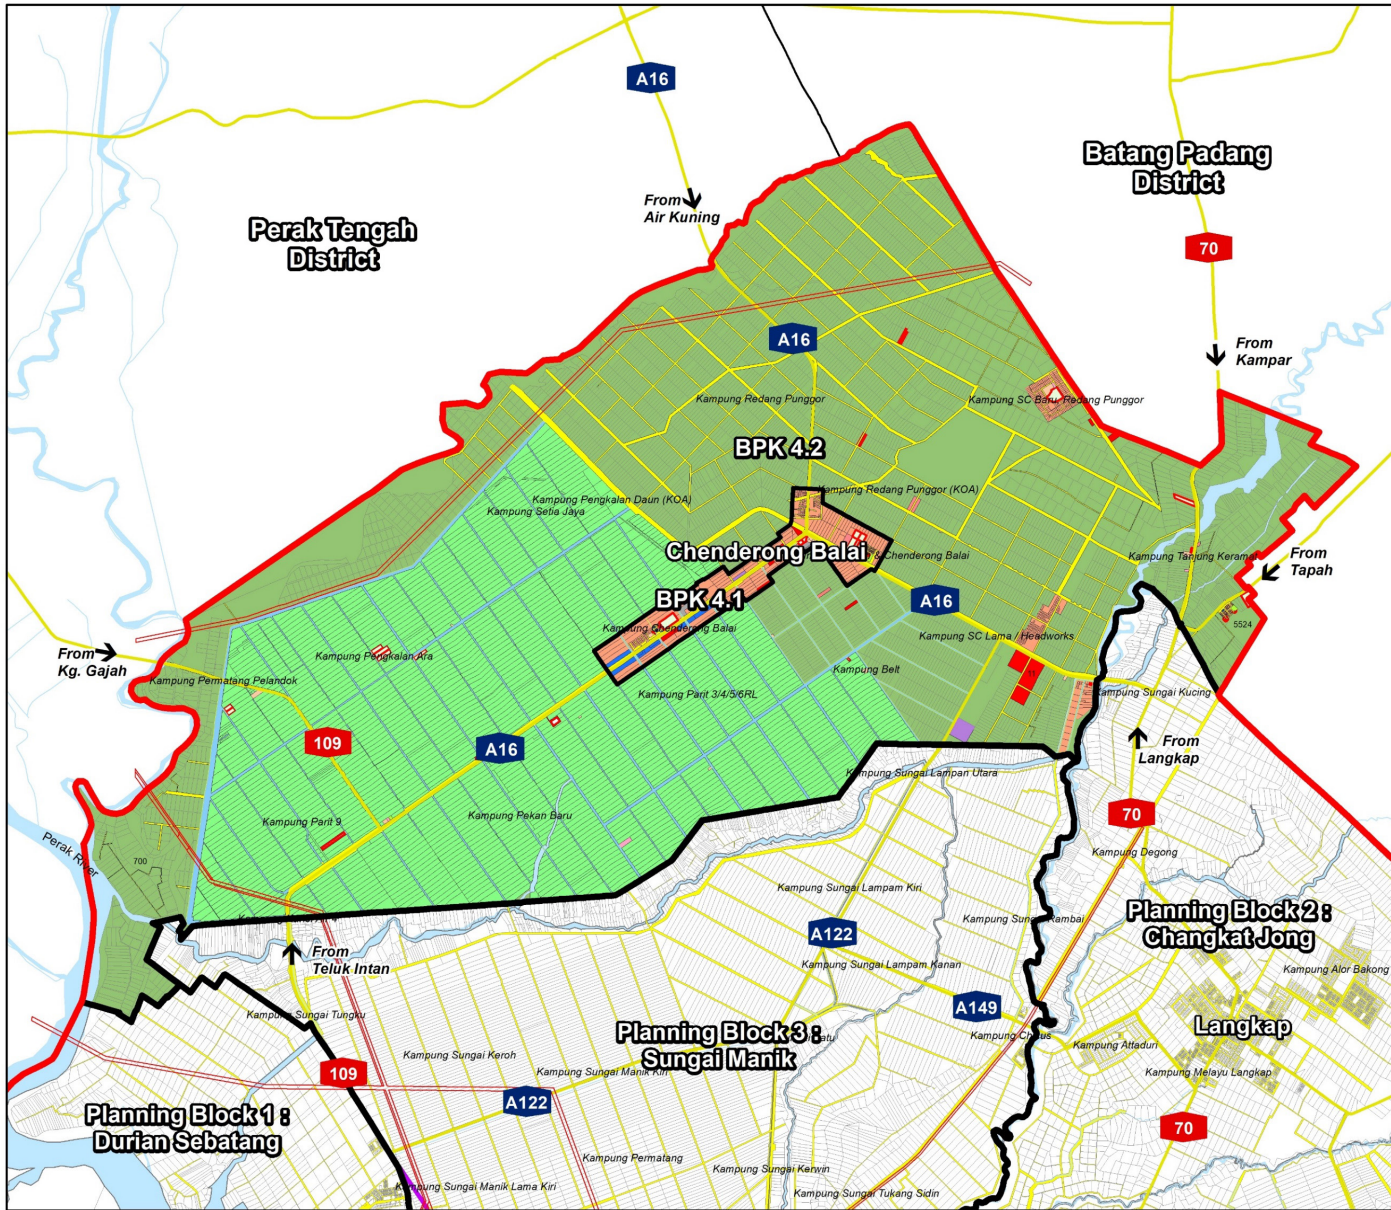 A16
Batang Padang
District
From
Air Kuning
Perak Tengah
District
70
A16
From
Kampar
Kampung Redang Punggor
Kampung SC Baru, Redang Punggor
BPK 4.2
Kampung Pengkalan Daun (KOA)
Kampung Redang Punggor (KOA)
Kampung Setia Jaya
Chenderong Balai
& Chenderong Balai
Kampung Tanjung Keramat
From
Tapah
BPK 4.1
A16
5524
Kampung Chenderong Balai
Kampung SC Lama / Headworks
From
Kg. Gajah
Kampung Pengkalan Ara
Kampung Belt
11
Kampung Permatang Pelandok
Kampung Parit 3/4/5/6RL
Kampung Sungai Kucing
109
A16
From
Langkap
Kampung Sungai Lampan Utara
70
Kampung Parit 9
Kampung Pekan Baru
Perak River
700
Kampung Degong
Kampung Sungai Lampam Kiri
Planning Block 2 :
Changkat Jong
A122
From
Teluk Intan
Kampung Sungai Lampam Kanan
Kampung Alor Bakong
A149
Kampung Sungai Tungku
Planning Block 3 :
Sungai Manik
Langkap
Kampung Attaduri
Kampung Sungai Keroh
109
Kampung Sungai Manik Kiri
Kampung Melayu Langkap
A122
Planning Block 1 :
Durian Sebatang
70
Kampung Permatang
Kampung Sungai Kerwin
Kampung Sungai Manik Lama Kiri
Kampung Sungai Tukang Sidin